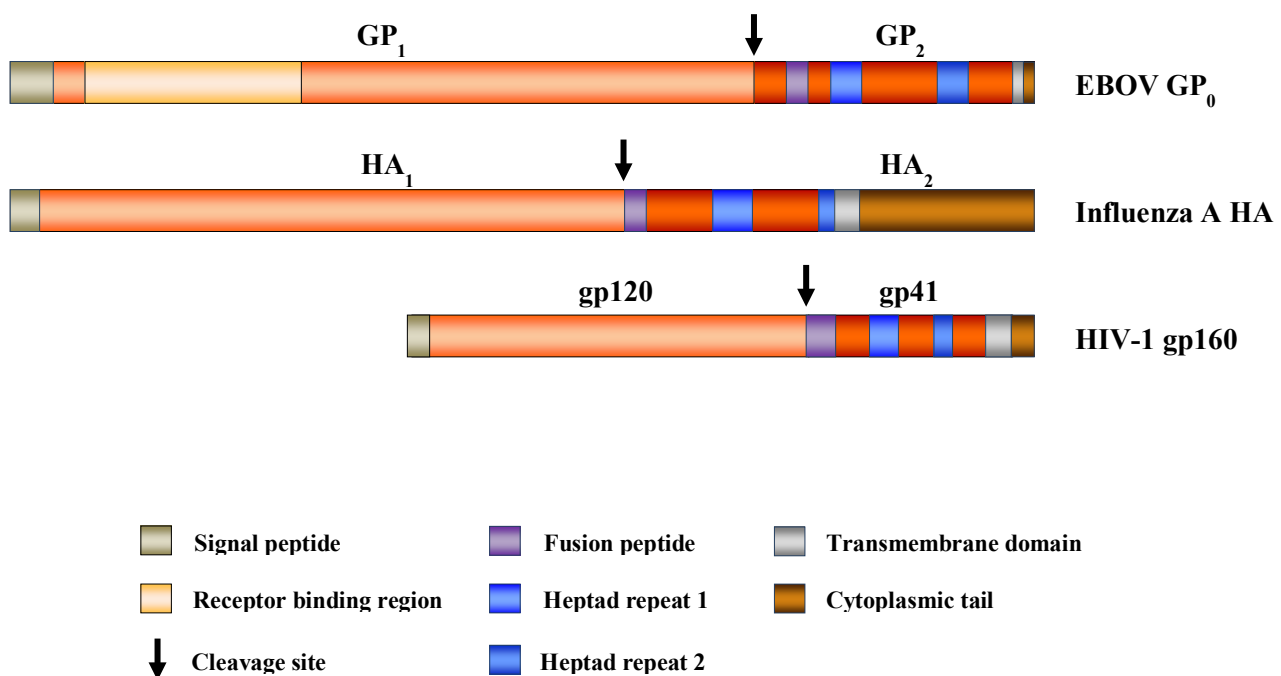 GP1 GP2
EBOV GP0
HA1 HA2
Influenza A HA
gp120 gp41
HIV-1 gp160
Signal peptide Fusion peptide Transmembrane domain
Receptor binding region Heptad repeat 1 Cytoplasmic tail
Cleavage site Heptad repeat 2